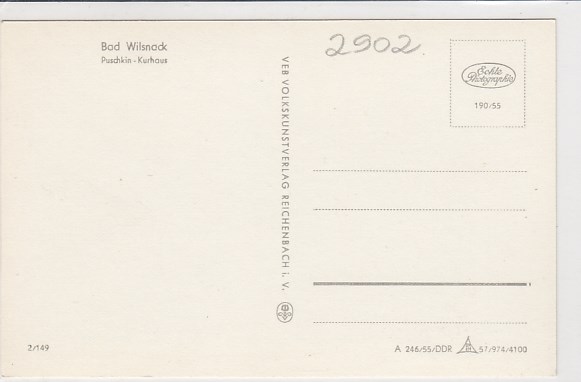 Bad Wilsnack
Puschkin-Kurhaus
2902
VEB VOLKSKUNSTVERLAG REICHENBACH i. V.
Echte
Photographie
190/55
2/149
A 246/55/DDR 57/974/4100